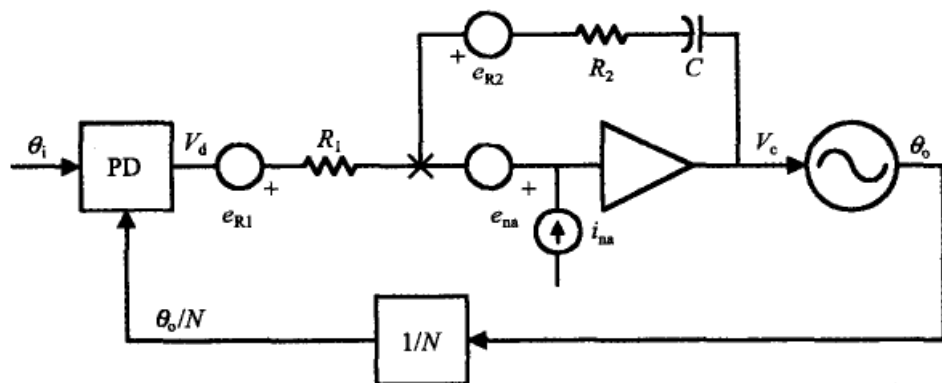 +
e_R2
R_2
C
θ_i
PD
V_d
e_R1
+
R_1
e_na
+
i_na
V_c
θ_o
θ_o/N
1/N